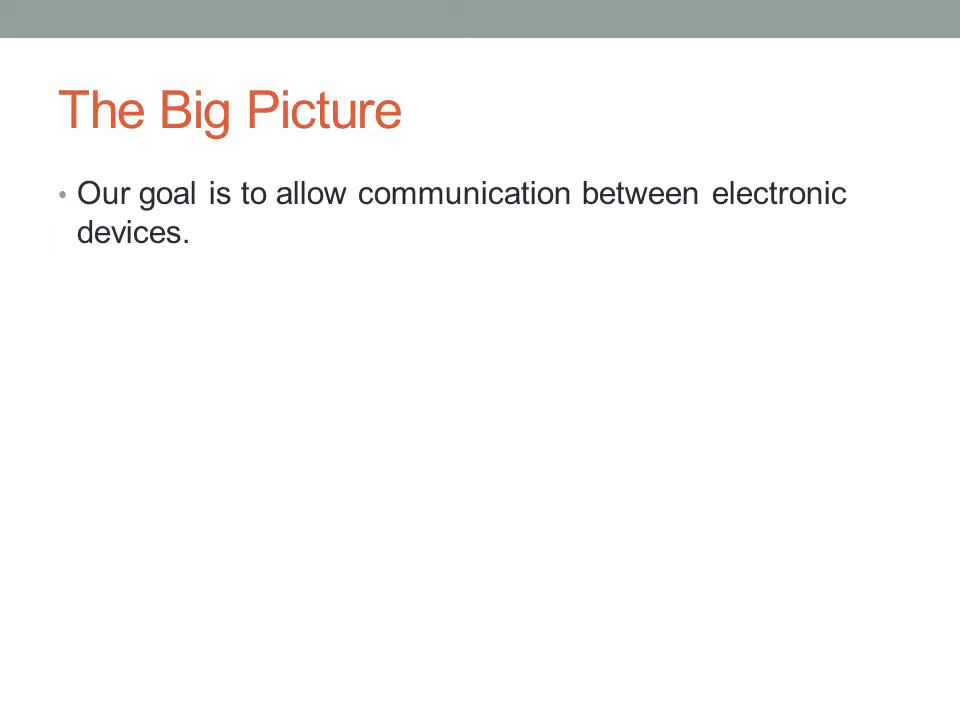 The Big Picture
• Our goal is to allow communication between electronic
devices.